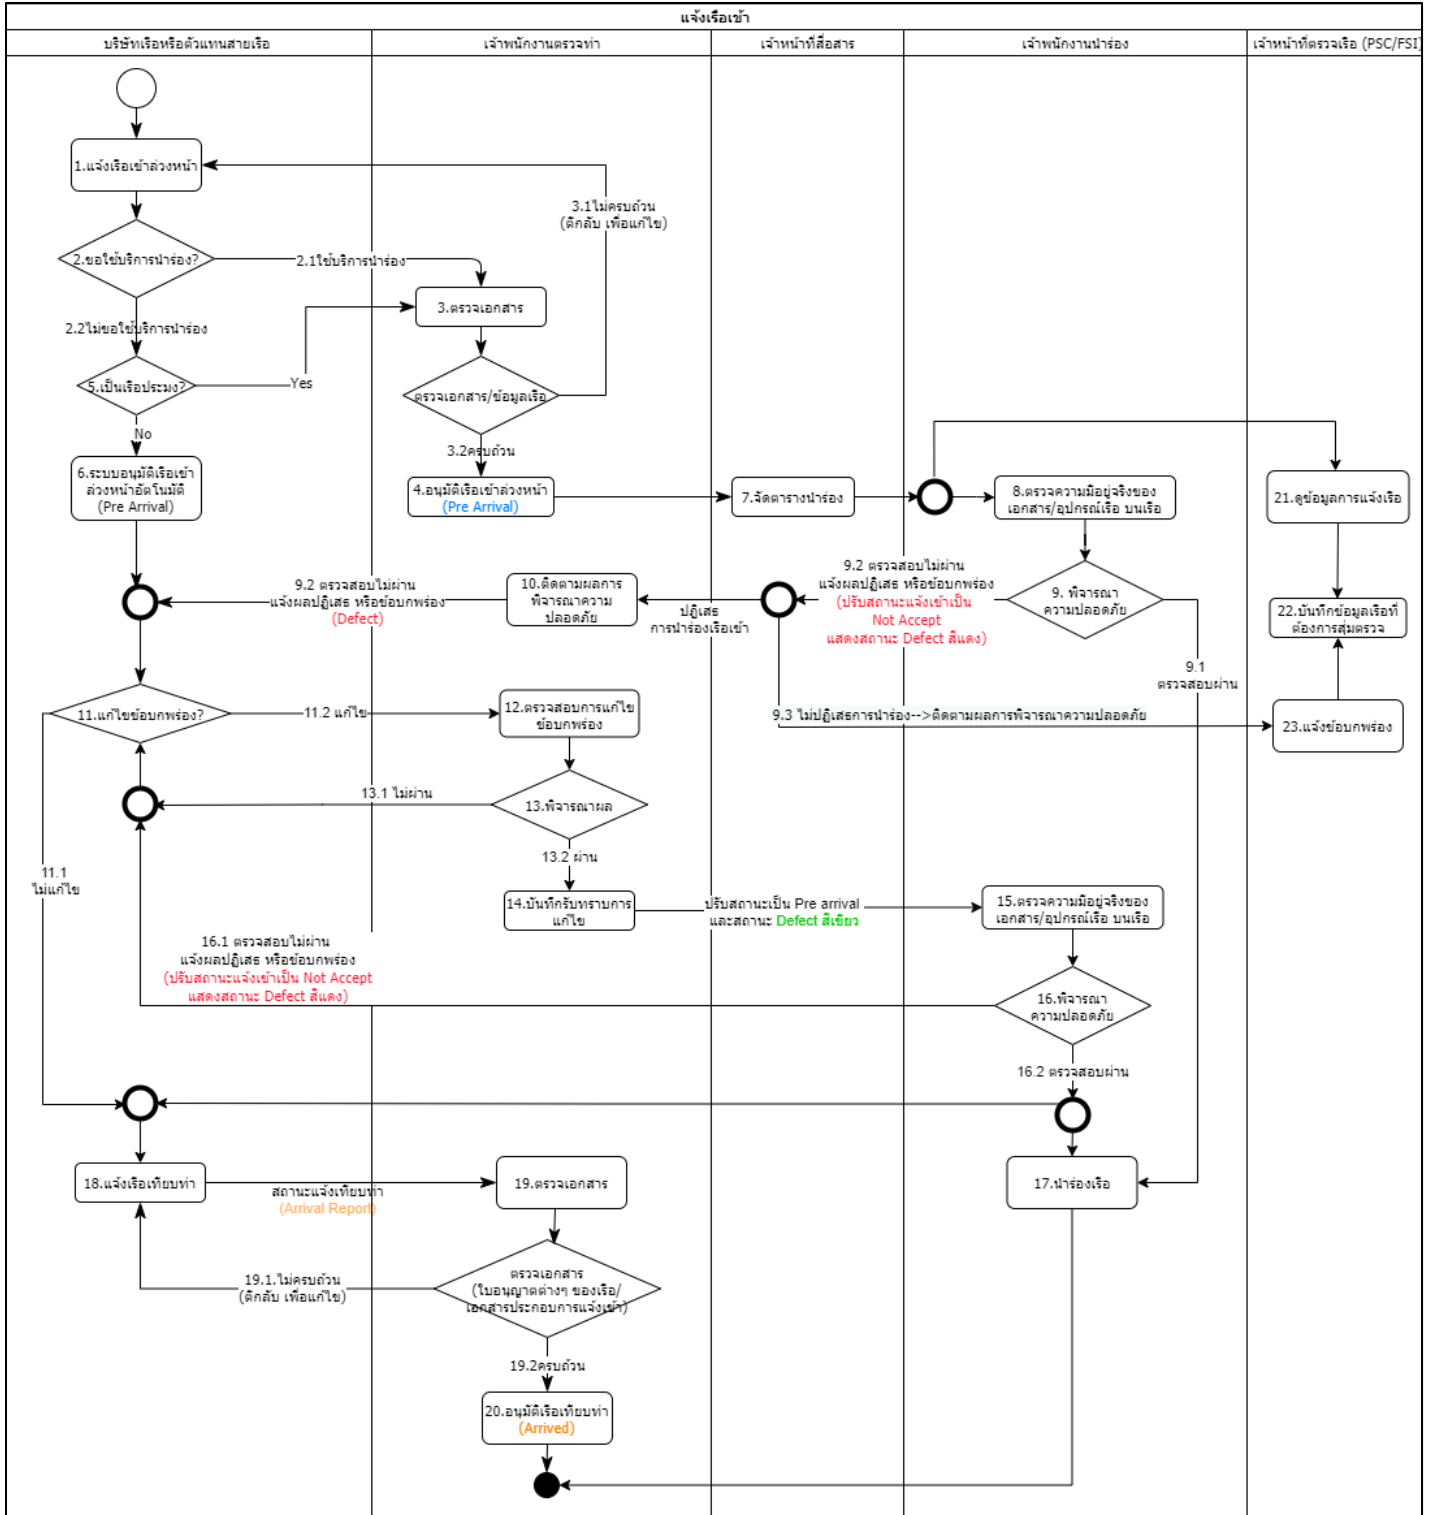 แจ้งเรือเข้า
บริษัทเรือหรือตัวแทนสายเรือ
เจ้าพนักงานตรวจท่า
เจ้าหน้าที่สื่อสาร
เจ้าพนักงานนำร่อง
เจ้าหน้าที่ตรวจเรือ (PSC/FSI)
1.แจ้งเรือเข้าล่วงหน้า
3.1ไม่ครบถ้วน
(ตีกลับ เพื่อแก้ไข)
2.ขอใช้บริการนำร่อง?
2.1ใช้บริการนำร่อง
3.ตรวจเอกสาร
2.2ไม่ขอใช้บริการนำร่อง
5.เป็นเรือประมง?
Yes
ตรวจเอกสาร/ข้อมูลเรือ
No
3.2ครบถ้วน
6.ระบบอนุมัติเรือเข้า
ล่วงหน้าอัตโนมัติ
(Pre Arrival)
4.อนุมัติเรือเข้าล่วงหน้า
(Pre Arrival)
7.จัดตารางนำร่อง
8.ตรวจความมีอยู่จริงของ
เอกสาร/อุปกรณ์เรือ บนเรือ
21.ดูข้อมูลการแจ้งเรือ
9.2 ตรวจสอบไม่ผ่าน
แจ้งผลปฏิเสธ หรือข้อบกพร่อง
(Defect)
10.ติดตามผลการ
พิจารณาความ
ปลอดภัย
ปฏิเสธ
การนำร่องเรือเข้า
9.2 ตรวจสอบไม่ผ่าน
แจ้งผลปฏิเสธ หรือข้อบกพร่อง
(ปรับสถานะแจ้งเข้าเป็น
Not Accept
แสดงสถานะ Defect สีแดง)
9. พิจารณา
ความปลอดภัย
22.บันทึกข้อมูลเรือที่
ต้องการสุ่มตรวจ
9.1
ตรวจสอบผ่าน
11.แก้ไขข้อบกพร่อง?
11.2 แก้ไข
12.ตรวจสอบการแก้ไข
ข้อบกพร่อง
9.3 ไม่ปฏิเสธการนำร่อง-->ติดตามผลการพิจารณาความปลอดภัย
23.แจ้งข้อบกพร่อง
13.1 ไม่ผ่าน
13.พิจารณาผล
13.2 ผ่าน
11.1
ไม่แก้ไข
14.บันทึกรับทราบการ
แก้ไข
ปรับสถานะเป็น Pre arrival
และสถานะ Defect สีเขียว
15.ตรวจความมีอยู่จริงของ
เอกสาร/อุปกรณ์เรือ บนเรือ
16.1 ตรวจสอบไม่ผ่าน
แจ้งผลปฏิเสธ หรือข้อบกพร่อง
(ปรับสถานะแจ้งเข้าเป็น Not Accept
แสดงสถานะ Defect สีแดง)
16.พิจารณา
ความปลอดภัย
16.2 ตรวจสอบผ่าน
18.แจ้งเรือเทียบท่า
สถานะแจ้งเทียบท่า
(Arrival Report)
19.ตรวจเอกสาร
17.นำร่องเรือ
19.1.ไม่ครบถ้วน
(ตีกลับ เพื่อแก้ไข)
ตรวจเอกสาร
(ใบอนุญาตต่างๆ ของเรือ/
เอกสารประกอบการแจ้งเข้า)
19.2ครบถ้วน
20.อนุมัติเรือเทียบท่า
(Arrived)